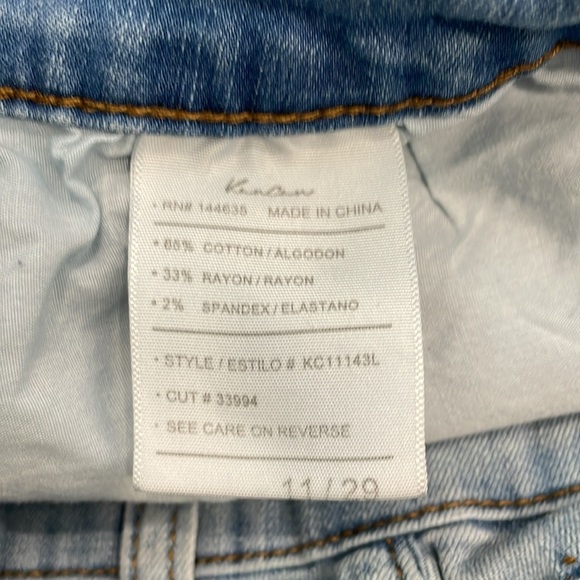 KanCan
• RN# 144635 MADE IN CHINA
• 65% COTTON / ALGODON
• 33% RAYON / RAYON
• 2% SPANDEX / ELASTANO
• STYLE / ESTILO # KC11143L
• CUT # 33994
• SEE CARE ON REVERSE
11 / 29